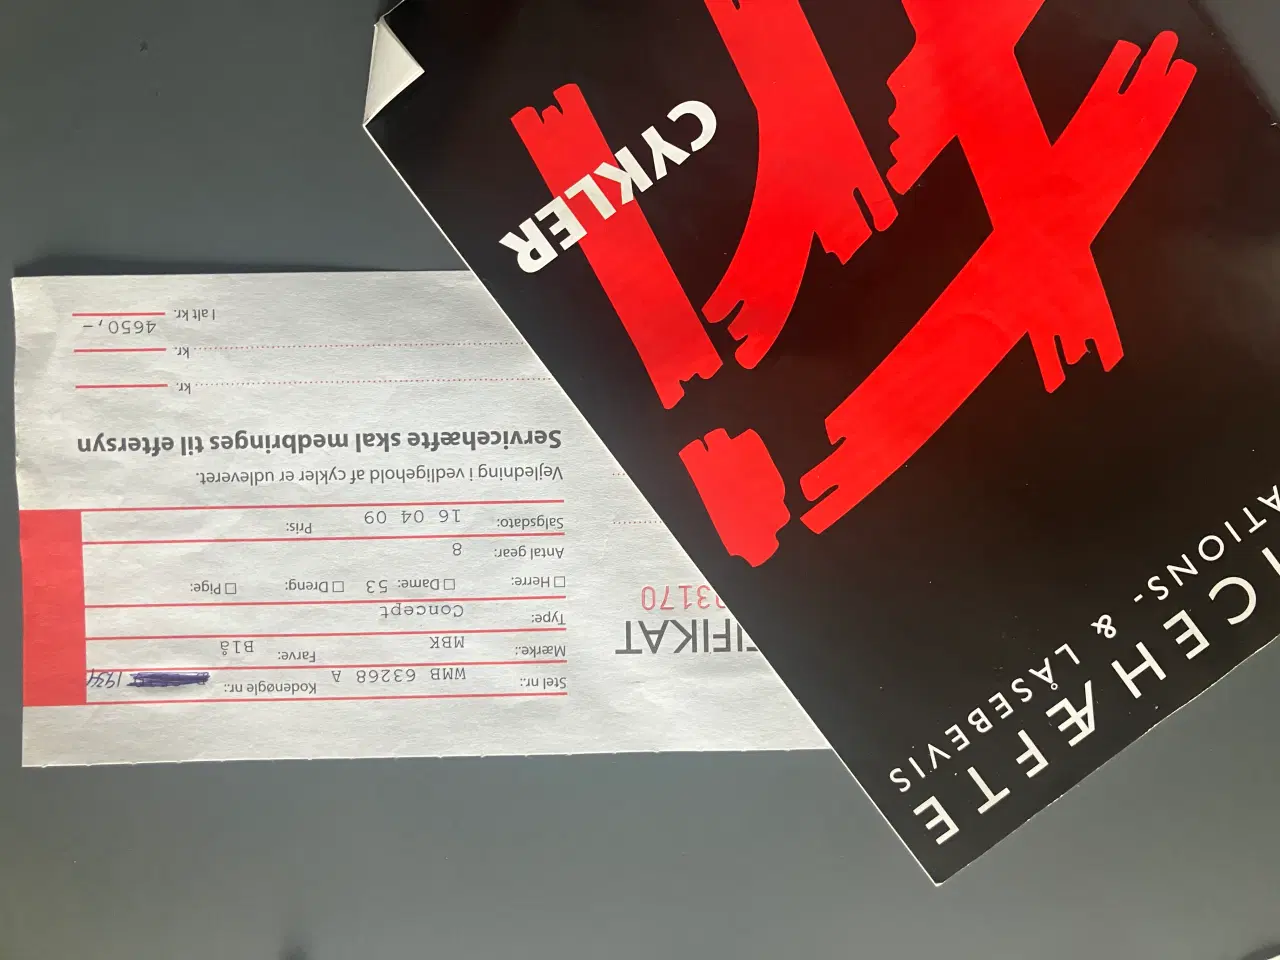 CYKLER
ICEHÆFTE
ATIONS- & LÅSEBEVIS
IFIKAT
23170
Stel nr.: WMB 63268 A Kodenøgle nr.: 1934
Mærke.: MBK Farve: Blå
Type: Concept
☐ Herre: ☐ Dame: 53 ☐ Dreng: ☐ Pige:
Antal gear: 8
Salgsdato: 16 04 09 Pris:
Vejledning i vedligehold af cykler er udleveret.
Servicehæfte skal medbringes til eftersyn
kr.
kr.
I alt kr. 4650,-